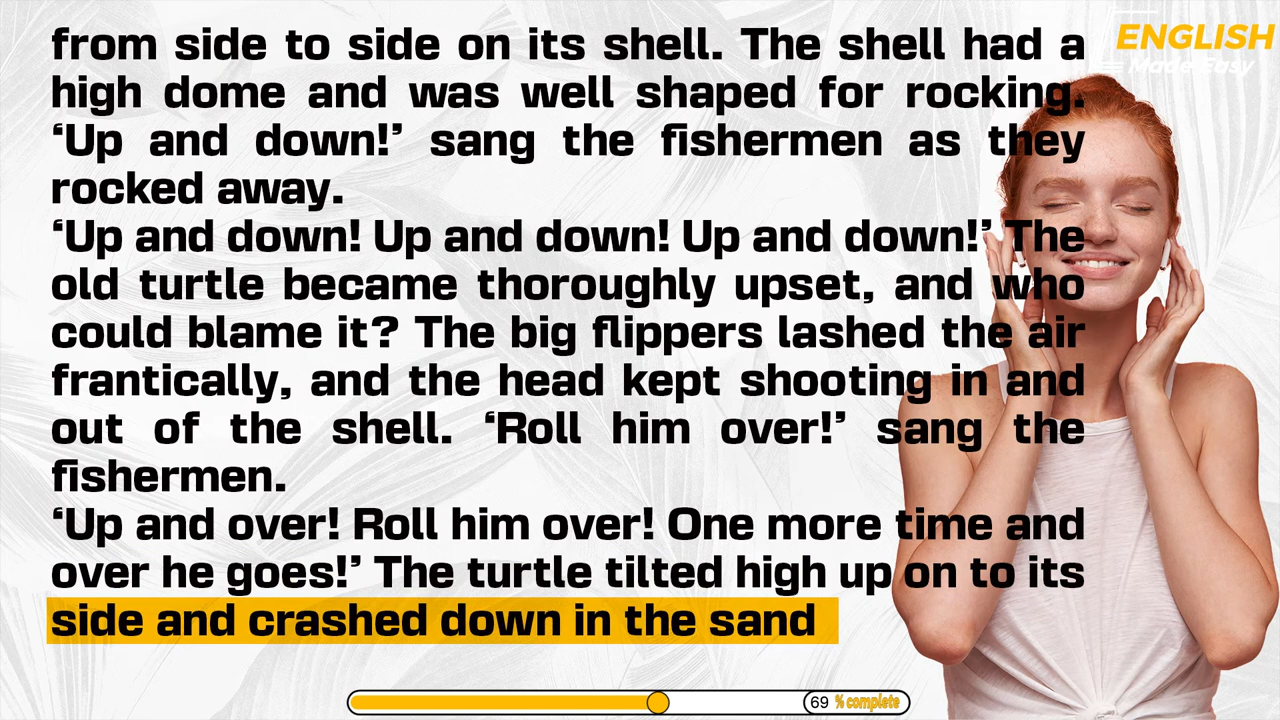 from side to side on its shell. The shell had a
high dome and was well shaped for rocking.
‘Up and down!’ sang the fishermen as they
rocked away.
‘Up and down! Up and down! Up and down!’ The
old turtle became thoroughly upset, and who
could blame it? The big flippers lashed the air
frantically, and the head kept shooting in and
out of the shell. ‘Roll him over!’ sang the
fishermen.
‘Up and over! Roll him over! One more time and
over he goes!’ The turtle tilted high up on to its
side and crashed down in the sand
ENGLISH
Made Easy
69 % complete